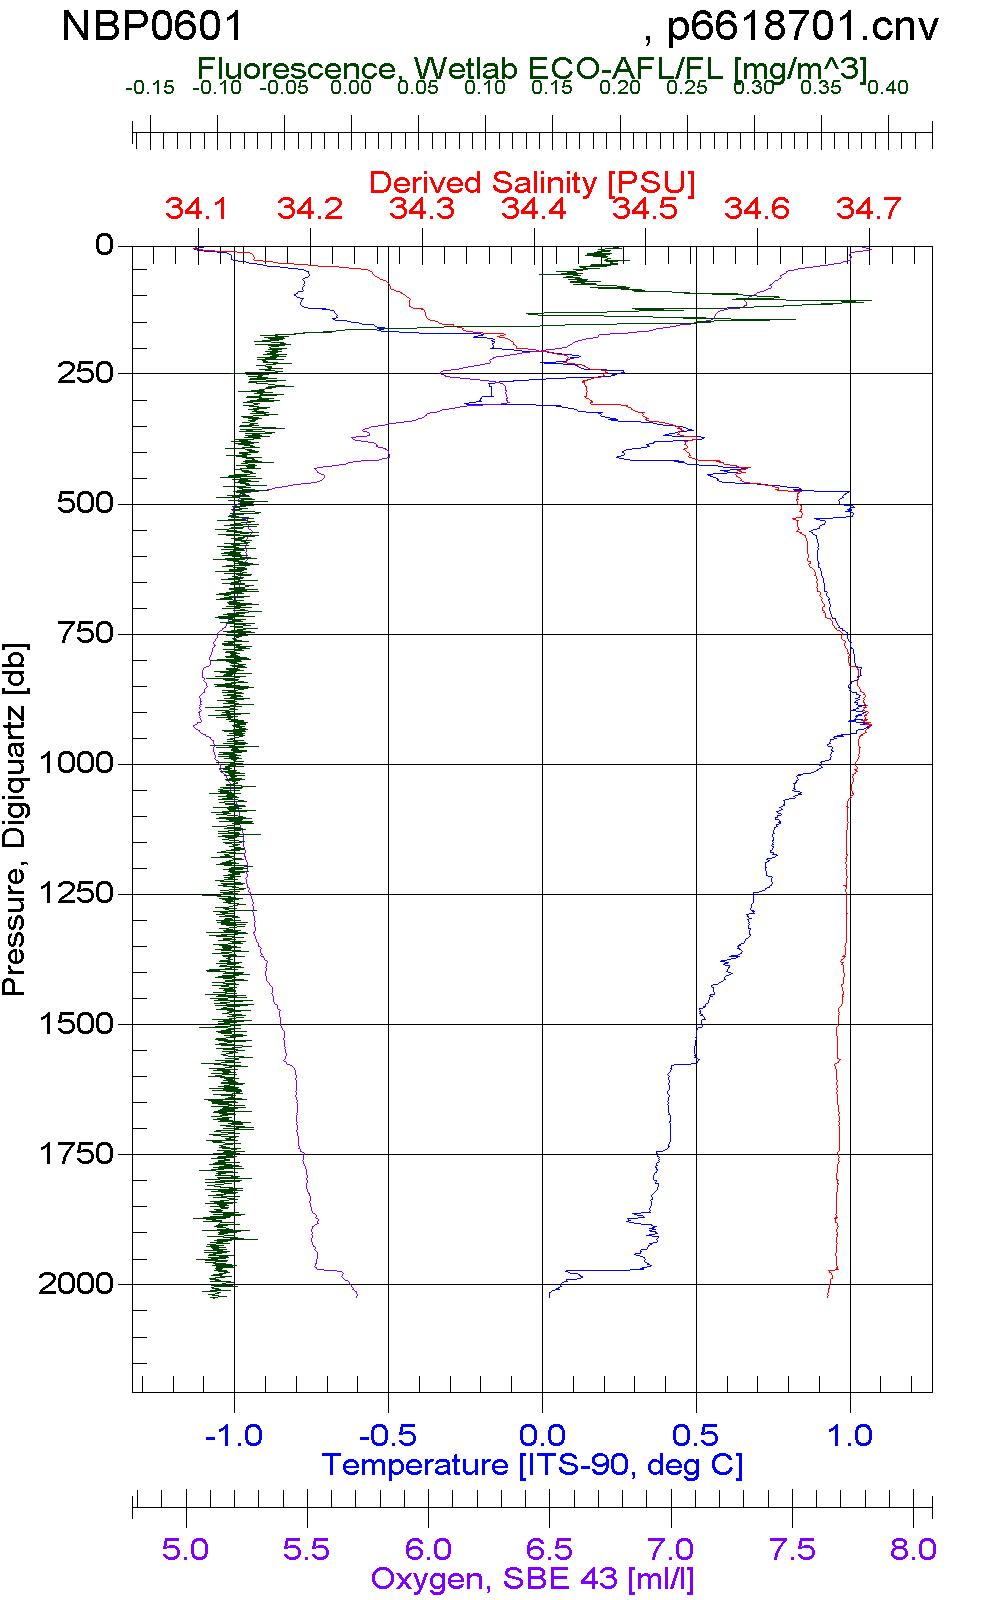 NBP0601 , p6618701.cnv
Fluorescence, Wetlab ECO-AFL/FL [mg/m^3]
-0.15 -0.10 -0.05 0.00 0.05 0.10 0.15 0.20 0.25 0.30 0.35 0.40
Derived Salinity [PSU]
34.1 34.2 34.3 34.4 34.5 34.6 34.7
0
250
500
750
1000
1250
1500
1750
2000
Pressure, Digiquartz [db]
-1.0 -0.5 0.0 0.5 1.0
Temperature [ITS-90, deg C]
5.0 5.5 6.0 6.5 7.0 7.5 8.0
Oxygen, SBE 43 [ml/l]